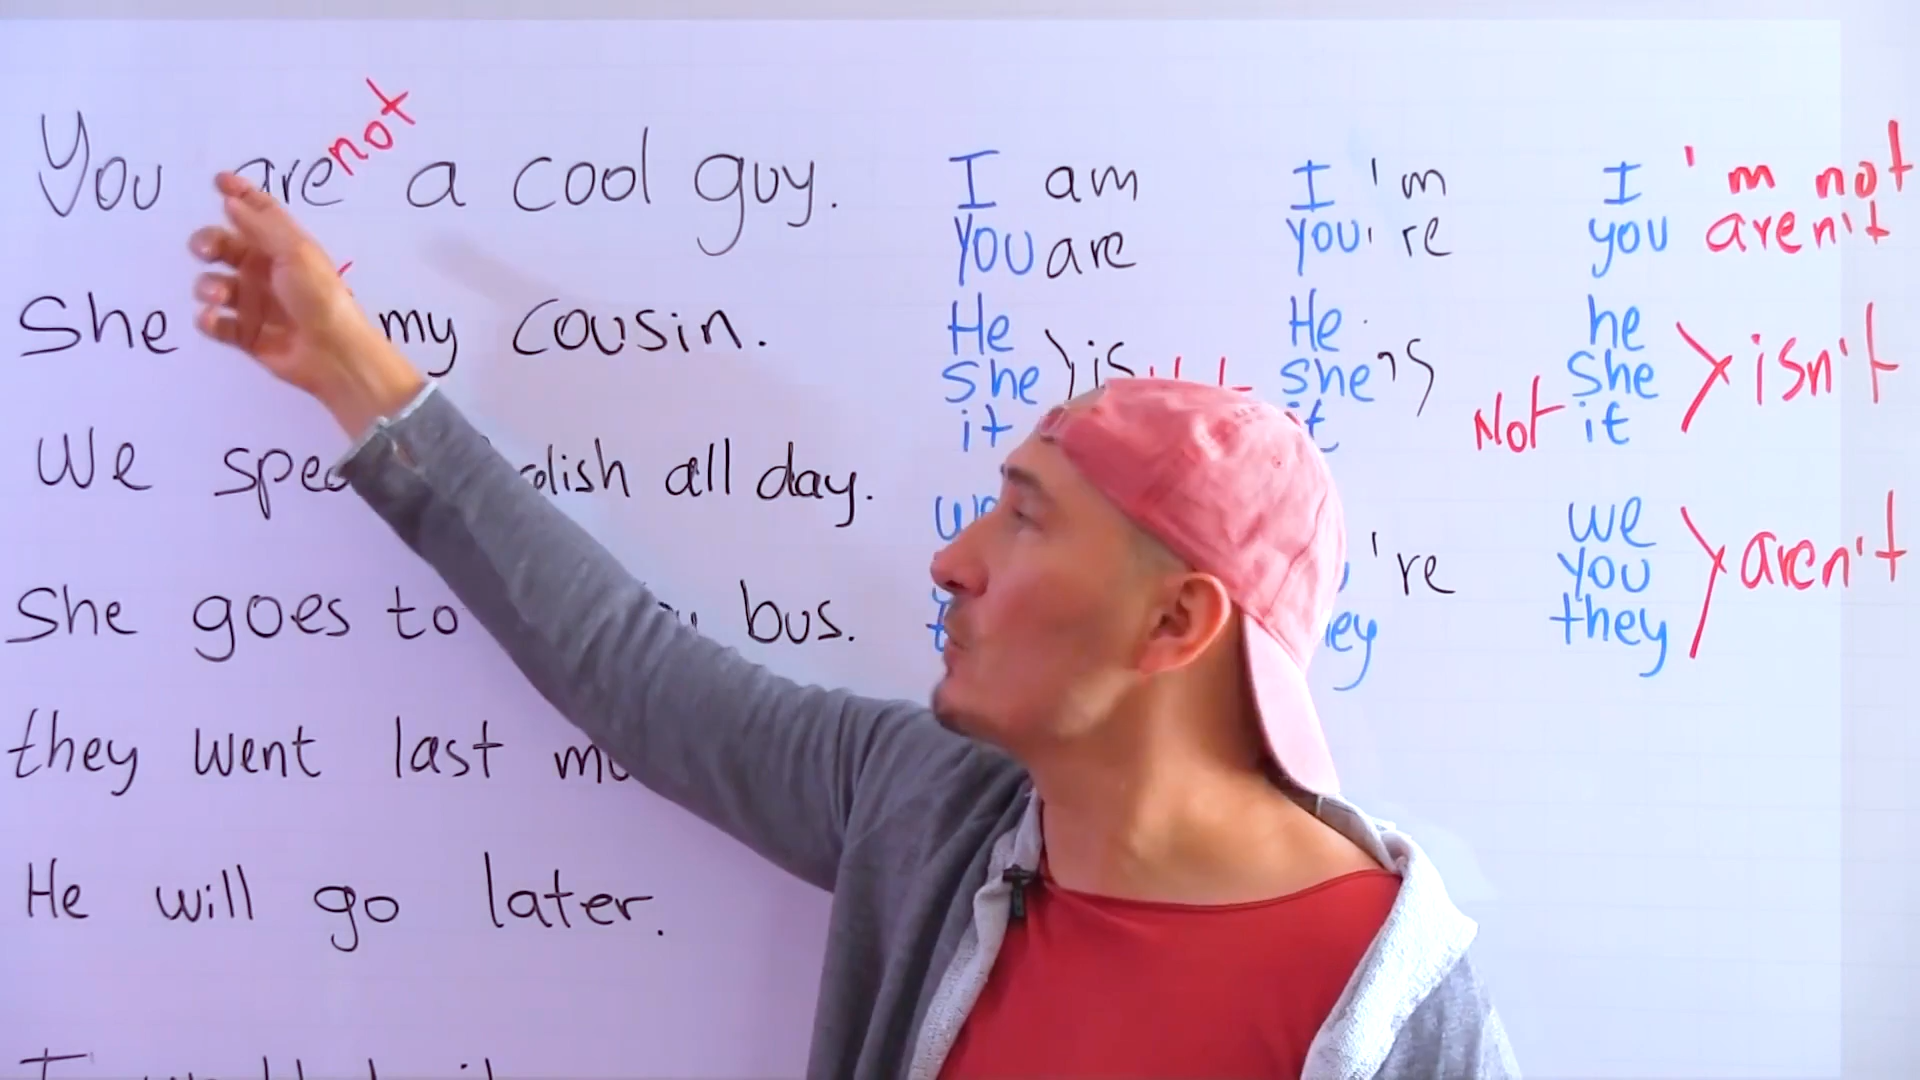 You are not a cool guy.
She my cousin.
We all day.
She goes to bus.
they went last
He will go later.
I am
You are
He
she is
it
I 'm
you 're
He
she 's
're
I 'm not
you aren't
he
she isn't
Not it
we
you aren't
they